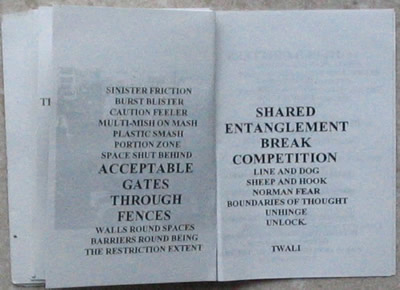 TH
SINISTER FRICTION
BURST BLISTER
CAUTION FEELER
MULTI-MISH ON MASH
PLASTIC SMASH
PORTION ZONE
SPACE SHUT BEHIND
ACCEPTABLE
GATES
THROUGH
FENCES
WALLS ROUND SPACES
BARRIERS ROUND BEING
THE RESTRICTION EXTENT
SHARED
ENTANGLEMENT
BREAK
COMPETITION
LINE AND DOG
SHEEP AND HOOK
NORMAN FEAR
BOUNDARIES OF THOUGHT
UNHINGE
UNLOCK.
TWALI